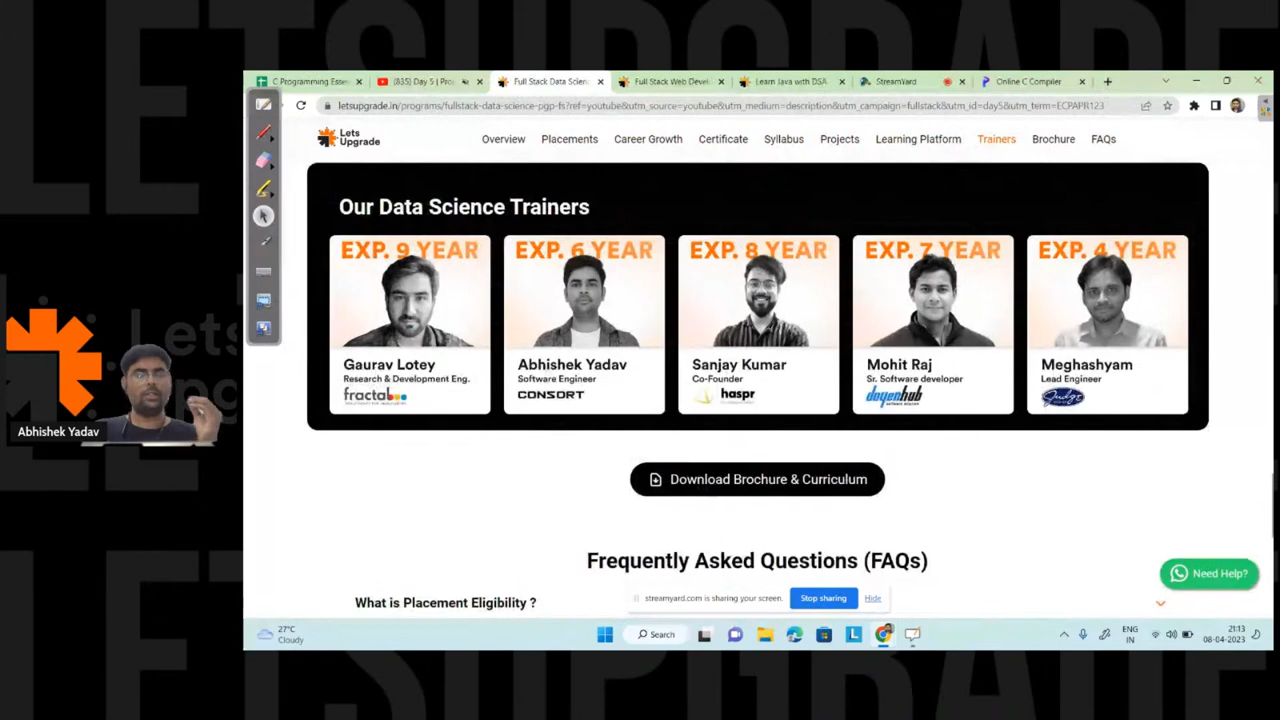 LETSUPGRADE
C Programming Esse
(835) Day 5 | Pro
Full Stack Data Scien
Full Stack Web Devel
Learn Java with DSA
StreamYard
Online C Compiler
letsupgrade.in/programs/fullstack-data-science-pgp-fs?ref=youtube&utm_source=youtube&utm_medium=description&utm_campaign=fullstack&utm_id=day5&utm_term=ECPAPR123
Lets
Upgrade
Overview
Placements
Career Growth
Certificate
Syllabus
Projects
Learning Platform
Trainers
Brochure
FAQs
Our Data Science Trainers
EXP. 9 YEAR
EXP. 6 YEAR
EXP. 8 YEAR
EXP. 7 YEAR
EXP. 4 YEAR
Gaurav Lotey
Abhishek Yadav
Sanjay Kumar
Mohit Raj
Meghashyam
Research & Development Eng.
Software Engineer
Co-Founder
Sr. Software developer
Lead Engineer
fractal
CONSORT
haspr
doyenhub
Judge
Abhishek Yadav
Download Brochure & Curriculum
Frequently Asked Questions (FAQs)
Need Help?
What is Placement Eligibility ?
streamyard.com is sharing your screen.
Stop sharing
Hide
27°C
Cloudy
Search
ENG
IN
21:13
08-04-2023
LETSUPGRADE